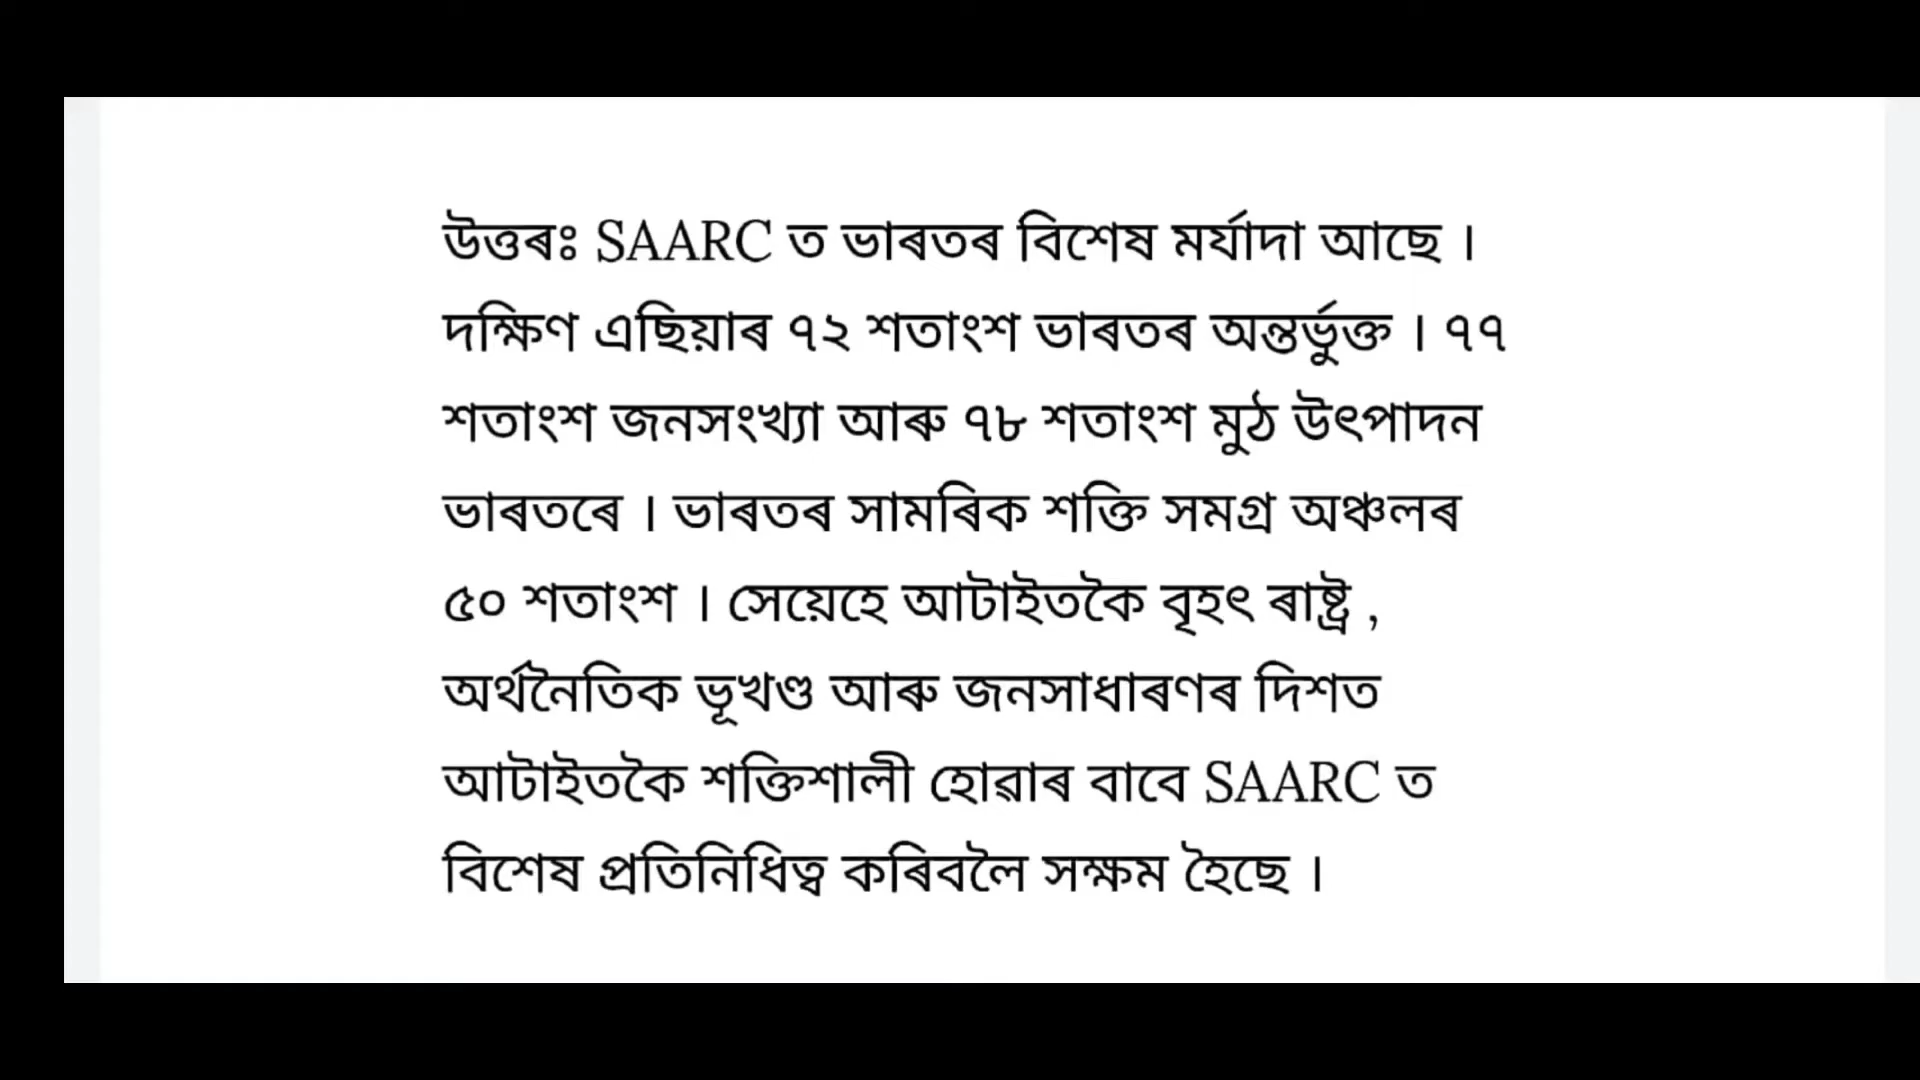 উত্তৰঃ SAARC ত ভাৰতৰ বিশেষ মৰ্যাদা আছে ।
দক্ষিণ এছিয়াৰ ৭২ শতাংশ ভাৰতৰ অন্তৰ্ভুক্ত । ৭৭
শতাংশ জনসংখ্যা আৰু ৭৮ শতাংশ মুঠ উৎপাদন
ভাৰতৰে । ভাৰতৰ সামৰিক শক্তি সমগ্ৰ অঞ্চলৰ
৫০ শতাংশ । সেয়েহে আটাইতকৈ বৃহৎ ৰাষ্ট্ৰ ,
অৰ্থনৈতিক ভূখণ্ড আৰু জনসাধাৰণৰ দিশত
আটাইতকৈ শক্তিশালী হোৱাৰ বাবে SAARC ত
বিশেষ প্ৰতিনিধিত্ব কৰিবলৈ সক্ষম হৈছে ।